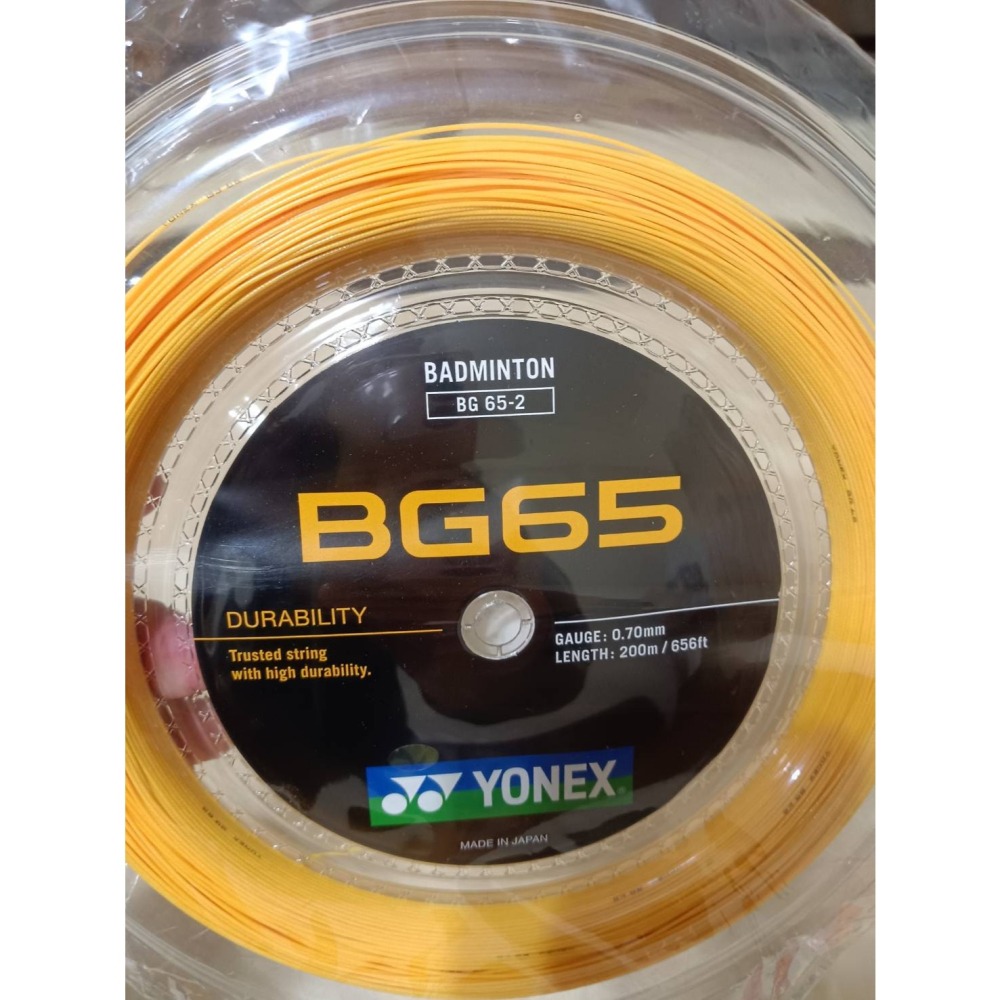 BADMINTON
BG 65-2
BG65
DURABILITY
Trusted string
with high durability.
GAUGE: 0.70mm
LENGTH: 200m / 656ft
YONEX
MADE IN JAPAN